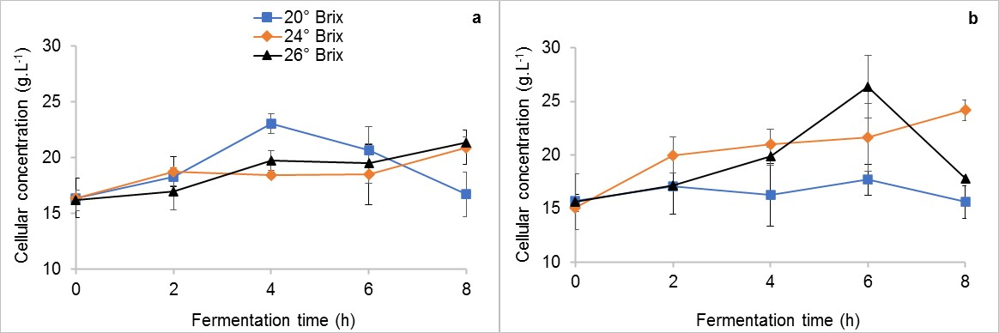 20° Brix
24° Brix
26° Brix
a
Cellular concentration (g.L-1)
30
25
20
15
10
0 2 4 6 8
Fermentation time (h)
b
Cellular concentration (g.L-1)
30
25
20
15
10
0 2 4 6 8
Fermentation time (h)